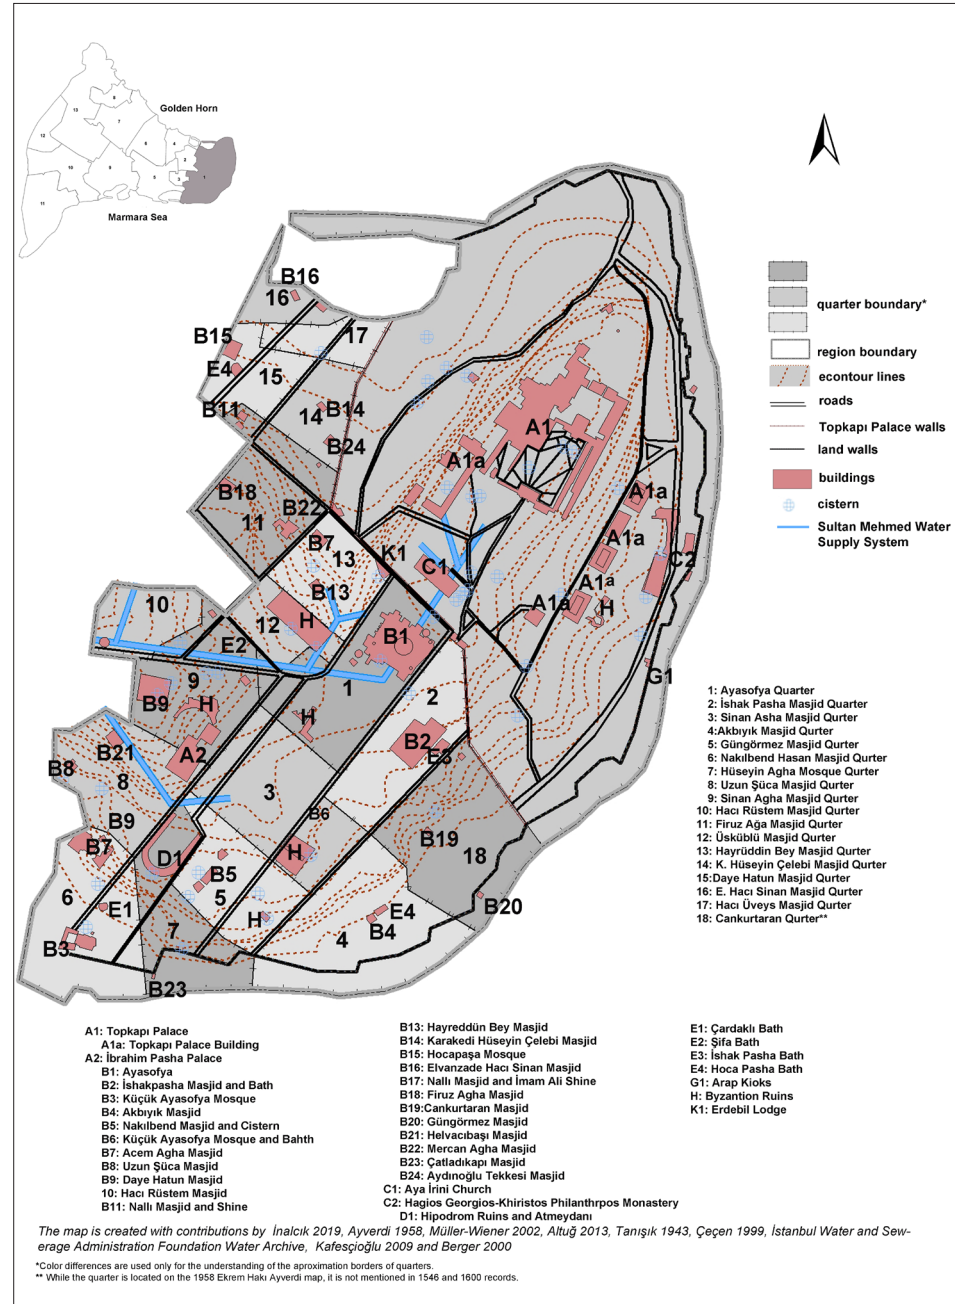 Golden Horn
Marmara Sea
8
13
7
12
6
4
2
10
9
5
3
1
11
quarter boundary*
region boundary
econtour lines
roads
Topkapı Palace walls
land walls
buildings
cistern
Sultan Mehmed Water
Supply System
B16
16
17
B15
E4
15
B11
14
B14
B24
A1
A1a
B18
B22
11
A1a
B7
A1a
13
K1
C1
C2
A1a
B13
A1a
H
10
12
H
B1
E2
G1
9
1
2
B9
H
H
B2
A2
E3
B21
B8
8
3
B6
B9
B19
B7
D1
H
18
B5
6
5
E1
E4
B20
B4
7
4
B3
B23
1: Ayasofya Quarter
2: İshak Pasha Masjid Quarter
3: Sinan Asha Masjid Qurter
4:Akbıyık Masjid Qurter
5: Güngörmez Masjid Qurter
6: Nakılbend Hasan Masjid Qurter
7: Hüseyin Agha Mosque Qurter
8: Uzun Şüca Masjid Qurter
9: Sinan Agha Masjid Qurter
10: Hacı Rüstem Masjid Qurter
11: Firuz Ağa Masjid Qurter
12: Üsküblü Masjid Qurter
13: Hayrüddin Bey Masjid Qurter
14: K. Hüseyin Çelebi Masjid Qurter
15:Daye Hatun Masjid Qurter
16: E. Hacı Sinan Masjid Qurter
17: Hacı Üveys Masjid Qurter
18: Cankurtaran Qurter**
A1: Topkapı Palace
A1a: Topkapı Palace Building
A2: İbrahim Pasha Palace
B1: Ayasofya
B2: İshakpasha Masjid and Bath
B3: Küçük Ayasofya Mosque
B4: Akbıyık Masjid
B5: Nakılbend Masjid and Cistern
B6: Küçük Ayasofya Mosque and Bahth
B7: Acem Agha Masjid
B8: Uzun Şüca Masjid
B9: Daye Hatun Masjid
10: Hacı Rüstem Masjid
B11: Nallı Masjid and Shine
B13: Hayreddün Bey Masjid
B14: Karakedi Hüseyin Çelebi Masjid
B15: Hocapaşa Mosque
B16: Elvanzade Hacı Sinan Masjid
B17: Nallı Masjid and İmam Ali Shine
B18: Firuz Agha Masjid
B19:Cankurtaran Masjid
B20: Güngörmez Masjid
B21: Helvacıbaşı Masjid
B22: Mercan Agha Masjid
B23: Çatladıkapı Masjid
B24: Aydınoğlu Tekkesi Masjid
C1: Aya İrini Church
C2: Hagios Georgios-Khiristos Philanthrpos Monastery
D1: Hipodrom Ruins and Atmeydanı
E1: Çardaklı Bath
E2: Şifa Bath
E3: İshak Pasha Bath
E4: Hoca Pasha Bath
G1: Arap Kioks
H: Byzantion Ruins
K1: Erdebil Lodge
The map is created with contributions by İnalcık 2019, Ayverdi 1958, Müller-Wiener 2002, Altuğ 2013, Tanışık 1943, Çeçen 1999, İstanbul Water and Sew-
erage Administration Foundation Water Archive, Kafesçioğlu 2009 and Berger 2000
*Color differences are used only for the understanding of the aproximation borders of quarters.
** While the quarter is located on the 1958 Ekrem Hakı Ayverdi map, it is not mentioned in 1546 and 1600 records.